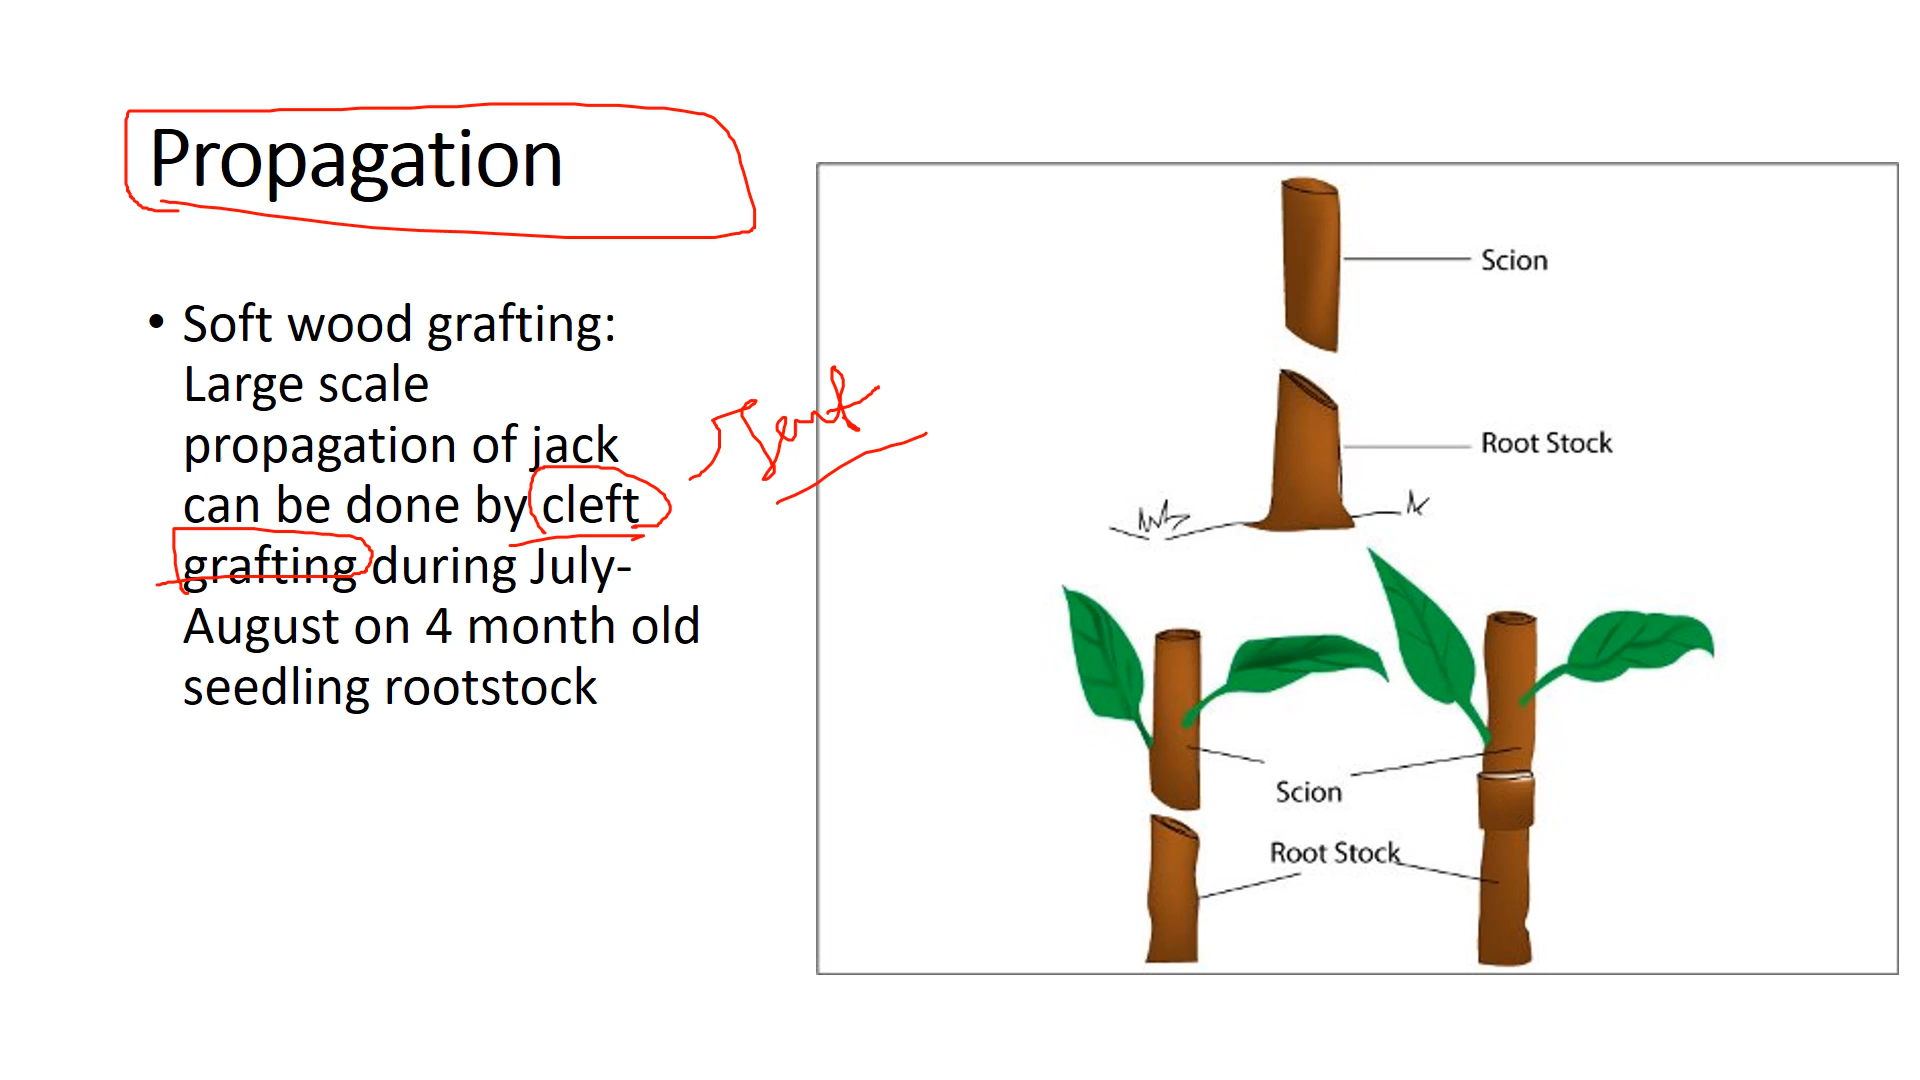 Propagation
• Soft wood grafting:
Large scale
propagation of jack
can be done by cleft
grafting during July-
August on 4 month old
seedling rootstock
Scion
Root Stock
Scion
Root Stock